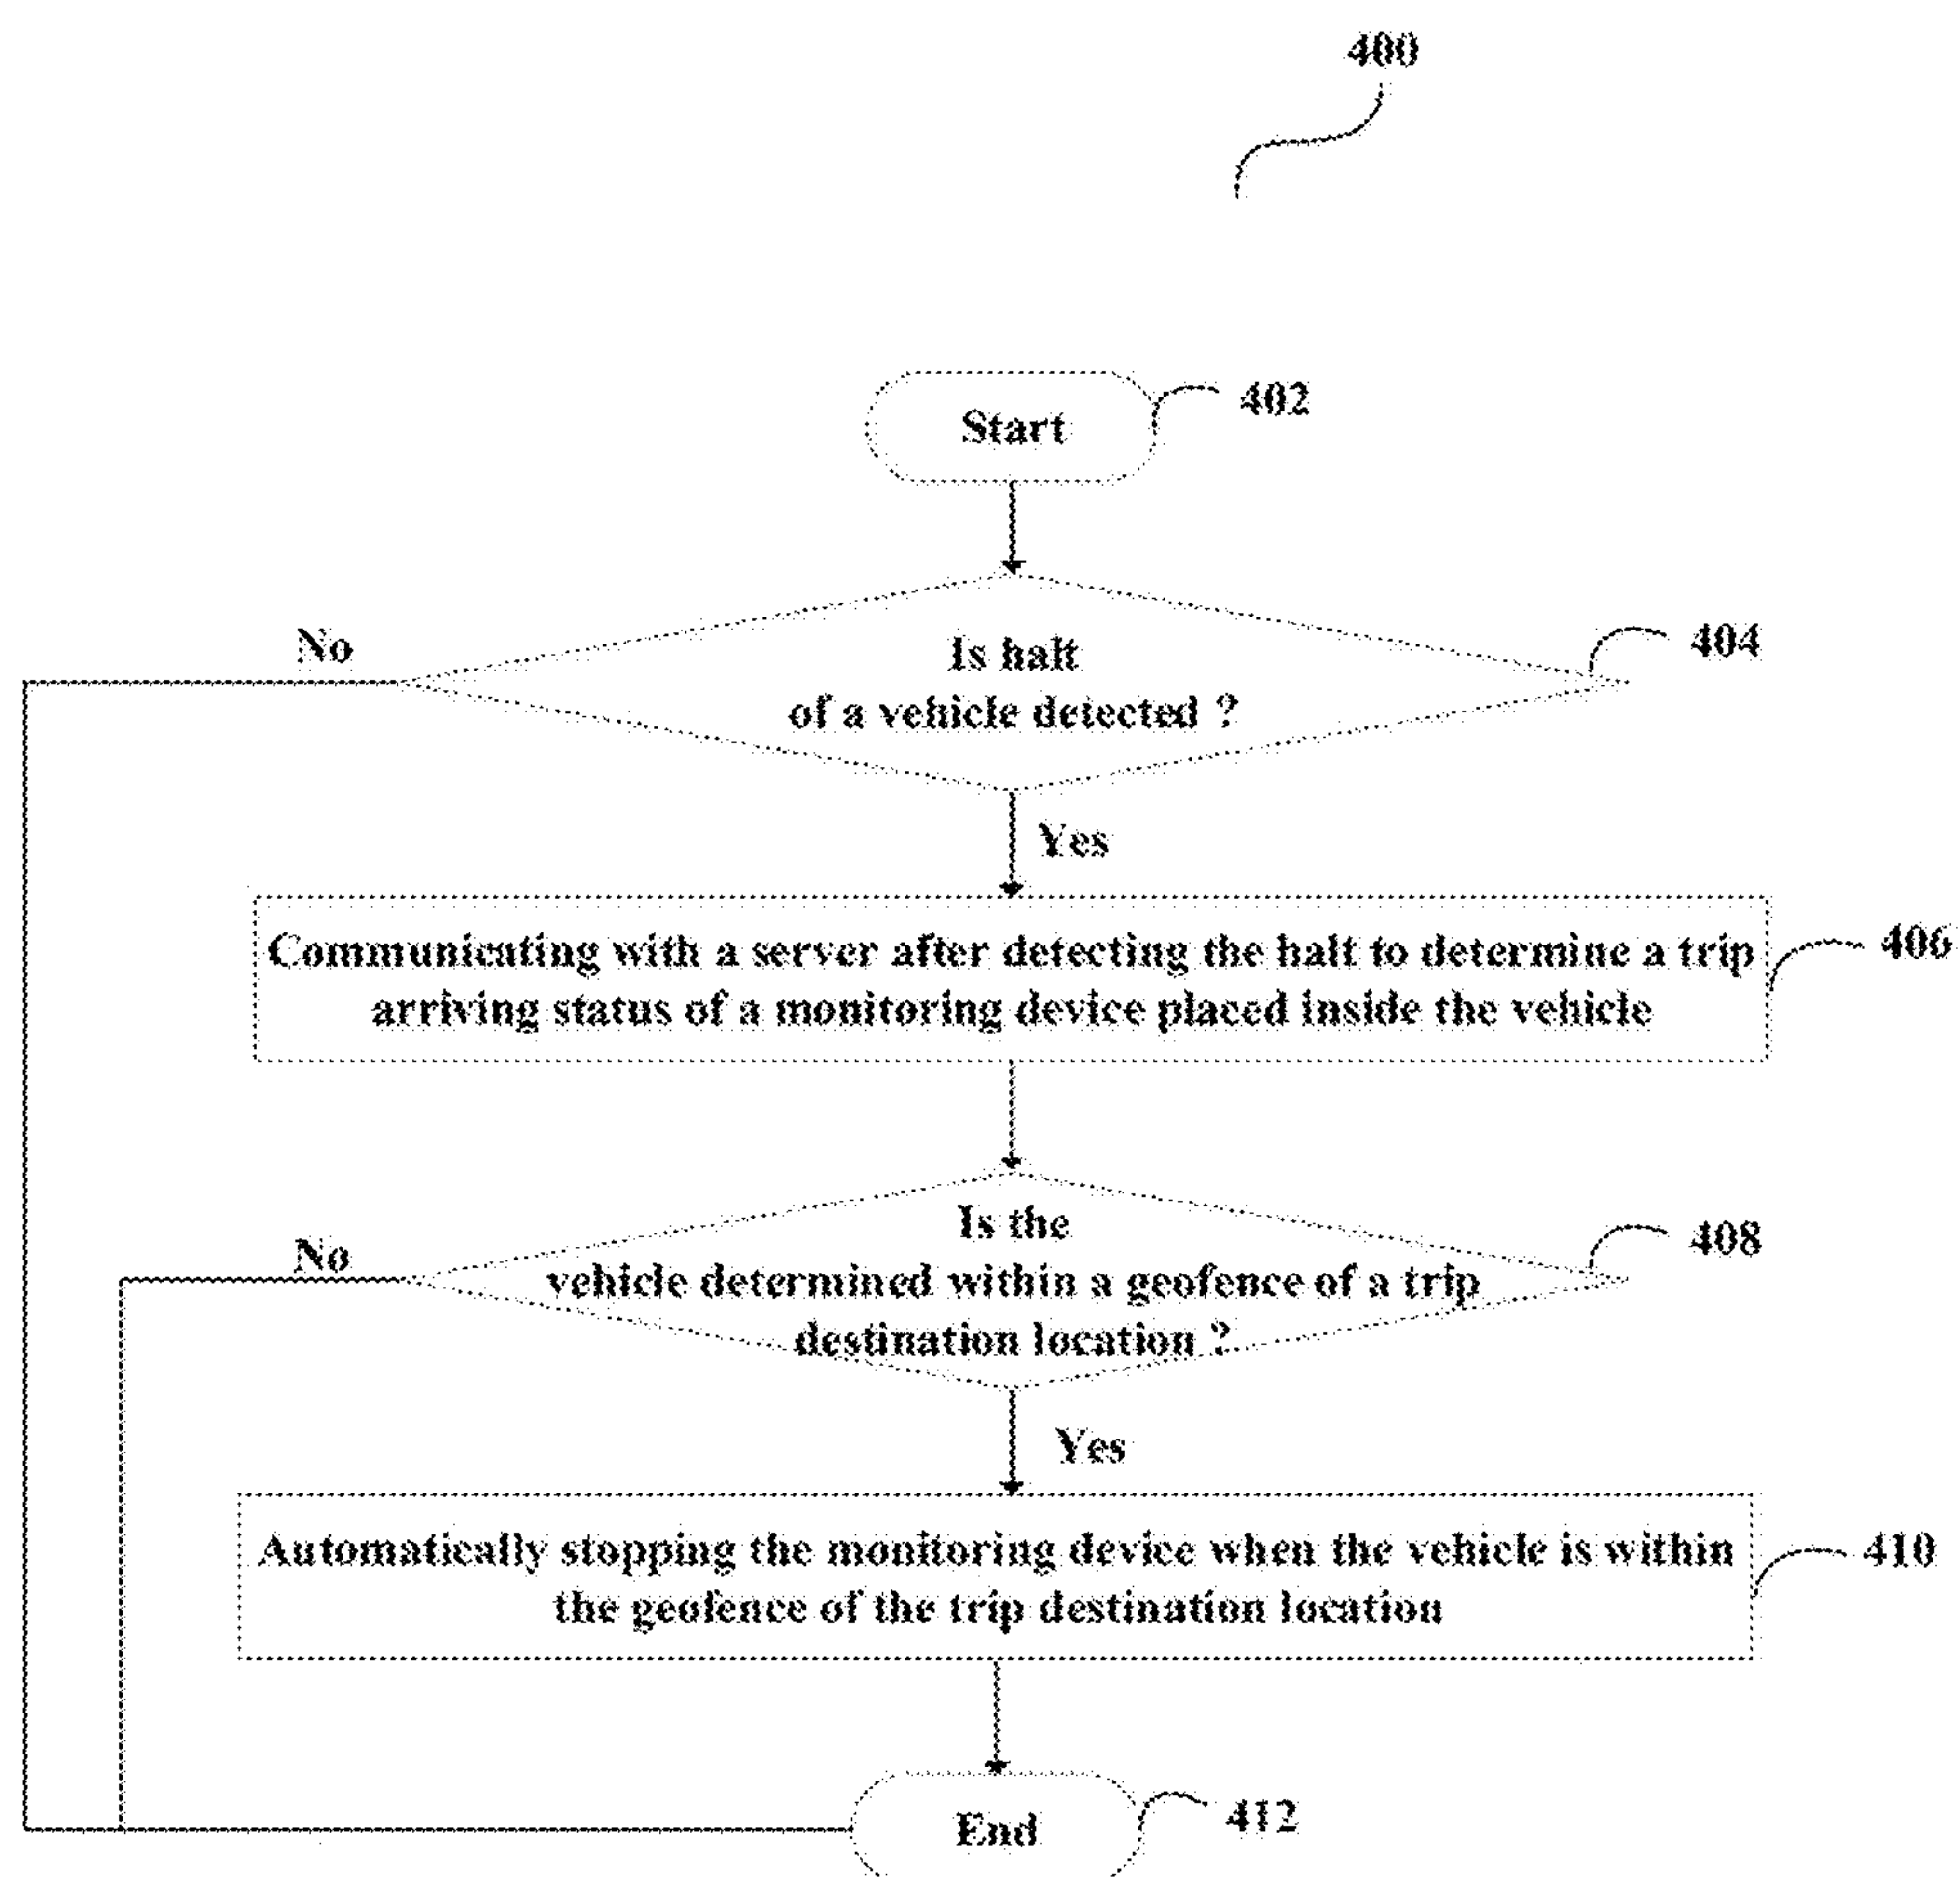 400
Start
402
No
Is halt
404
of a vehicle detected ?
Yes
Communicating with a server after detecting the halt to determine a trip
406
arriving status of a monitoring device placed inside the vehicle
Is the
408
No
vehicle determined within a geofence of a trip
destination location ?
Yes
Automatically stopping the monitoring device when the vehicle is within
410
the geofence of the trip destination location
End
412